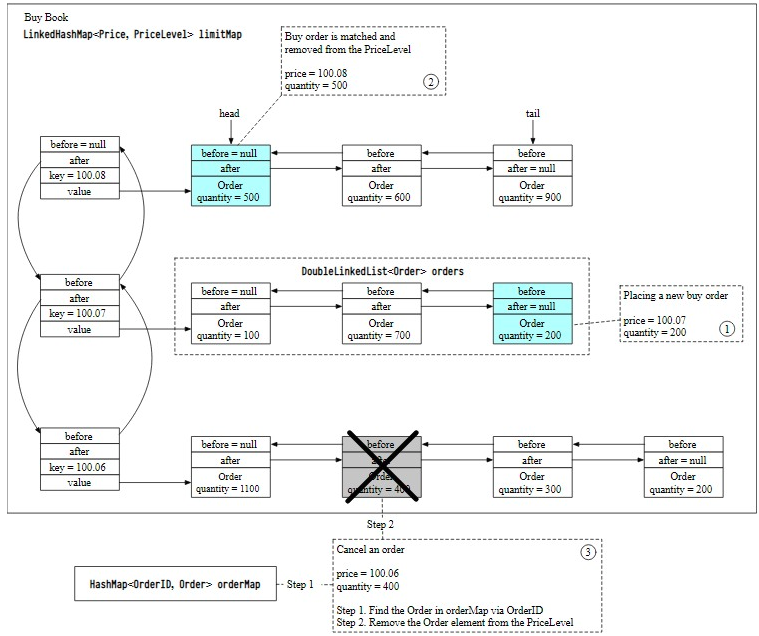 Buy Book
LinkedHashMap<Price, PriceLevel> limitMap
Buy order is matched and
removed from the PriceLevel
price = 100.08
quantity = 500
2
head
tail
before = null
after
key = 100.08
value
before = null
after
Order
quantity = 500
before
after
Order
quantity = 600
before
after = null
Order
quantity = 900
DoubleLinkedList<Order> orders
before
after
key = 100.07
value
before = null
after
Order
quantity = 100
before
after
Order
quantity = 700
before
after = null
Order
quantity = 200
Placing a new buy order
price = 100.07
quantity = 200
1
before
after
key = 100.06
value
before = null
after
Order
quantity = 1100
before
after
Order
quantity = 400
before
after
Order
quantity = 300
before
after = null
Order
quantity = 200
Step 2
Cancel an order
3
price = 100.06
quantity = 400
Step 1. Find the Order in orderMap via OrderID
Step 2. Remove the Order element from the PriceLevel
HashMap<OrderID, Order> orderMap
Step 1